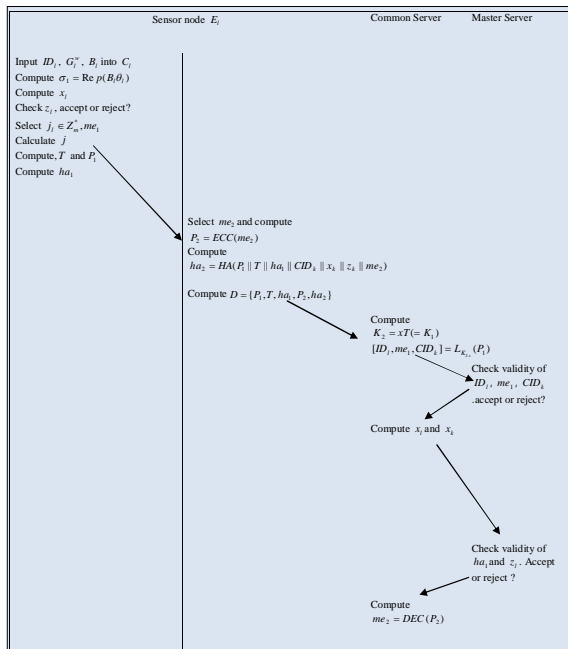 Sensor node E_i
Common Server
Master Server
Input ID_i, G_i^w, B_i into C_i
Compute σ_1 = Re p(B_iθ_i)
Compute x_i
Check z_i, accept or reject?
Select j_i ∈ Z_m^*, me_1
Calculate j
Compute, T and P_1
Compute ha_1
Select me_2 and compute
P_2 = ECC(me_2)
Compute
ha_2 = HA(P_1 || T || ha_1 || CID_k || x_k || z_k || me_2)
Compute D = {P_1, T, ha_1, P_2, ha_2}
Compute
K_2 = xT(= K_1)
[ID_i, me_1, CID_k] = L (P_1)
Check validity of
ID_i, me_1, CID_k
.accept or reject?
Compute x_i and x_k
Check validity of
ha_1 and z_i. Accept
or reject ?
Compute
me_2 = DEC(P_2)